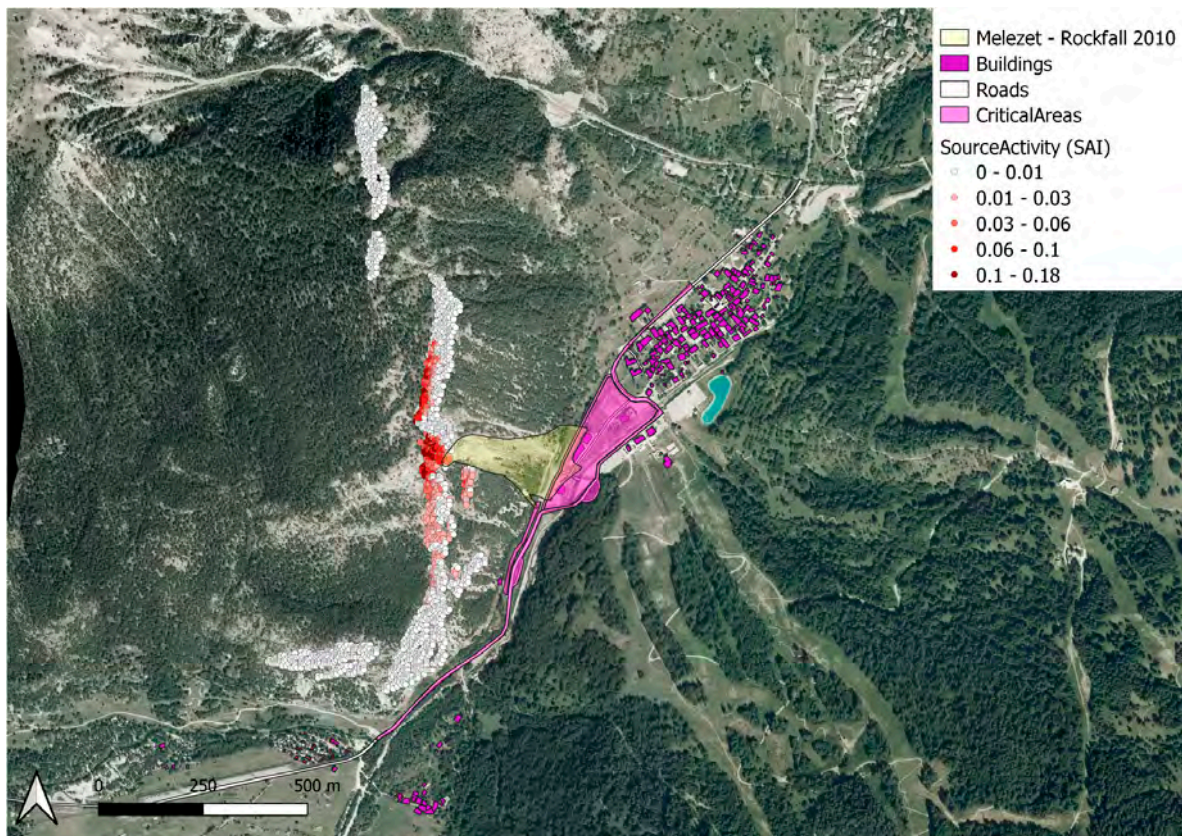 Melezet - Rockfall 2010
Buildings
Roads
CriticalAreas
SourceActivity (SAI)
0 - 0.01
0.01 - 0.03
0.03 - 0.06
0.06 - 0.1
0.1 - 0.18
0 250 500 m